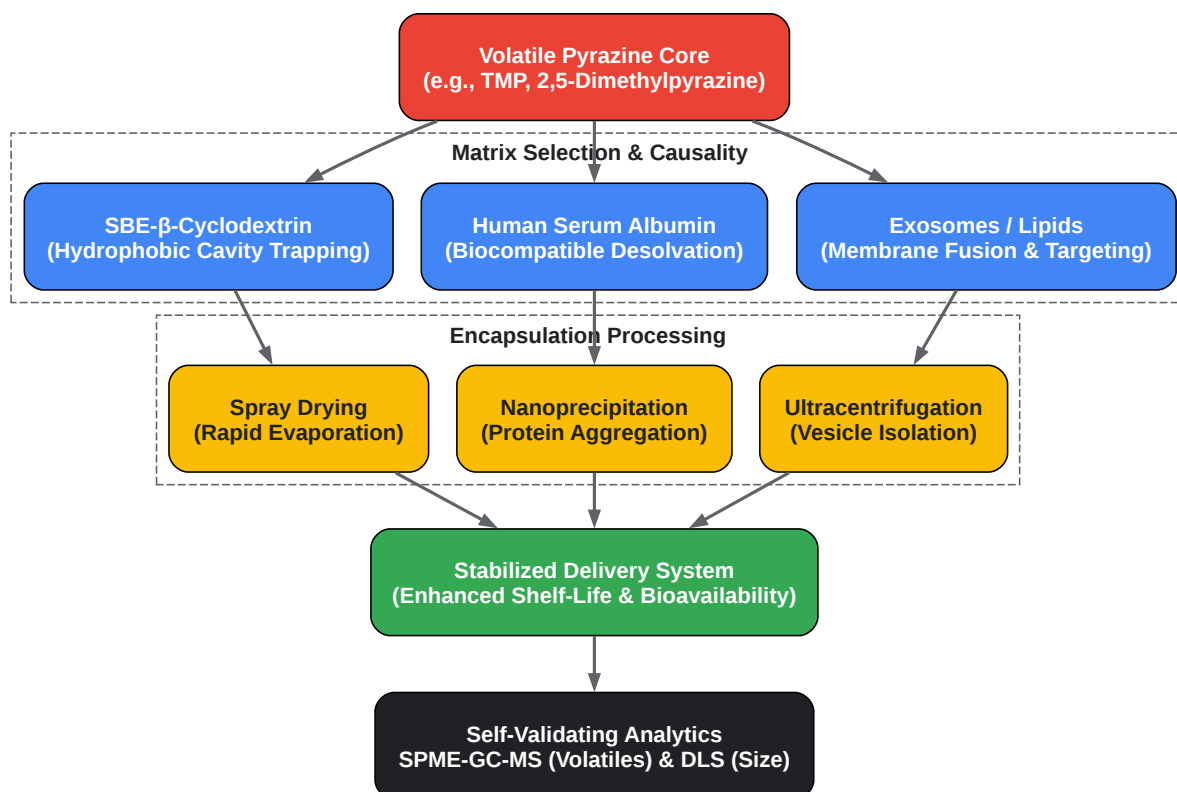 Volatile Pyrazine Core
(e.g., TMP, 2,5-Dimethylpyrazine)
Matrix Selection & Causality
SBE-β-Cyclodextrin
(Hydrophobic Cavity Trapping)
Human Serum Albumin
(Biocompatible Desolvation)
Exosomes / Lipids
(Membrane Fusion & Targeting)
Encapsulation Processing
Spray Drying
(Rapid Evaporation)
Nanoprecipitation
(Protein Aggregation)
Ultracentrifugation
(Vesicle Isolation)
Stabilized Delivery System
(Enhanced Shelf-Life & Bioavailability)
Self-Validating Analytics
SPME-GC-MS (Volatiles) & DLS (Size)